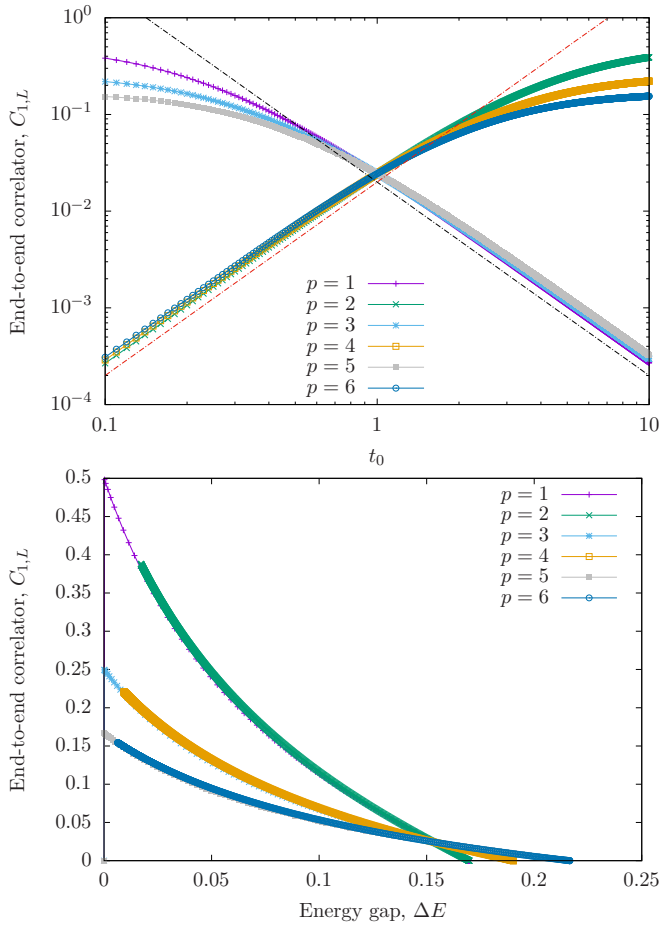 10^0
10^{-1}
10^{-2}
10^{-3}
10^{-4}
End-to-end correlator, C_{1,L}
p = 1
p = 2
p = 3
p = 4
p = 5
p = 6
0.1
1
10
t_0
0.5
0.45
0.4
0.35
0.3
0.25
0.2
0.15
0.1
0.05
0
End-to-end correlator, C_{1,L}
p = 1
p = 2
p = 3
p = 4
p = 5
p = 6
0
0.05
0.1
0.15
0.2
0.25
Energy gap, ΔE